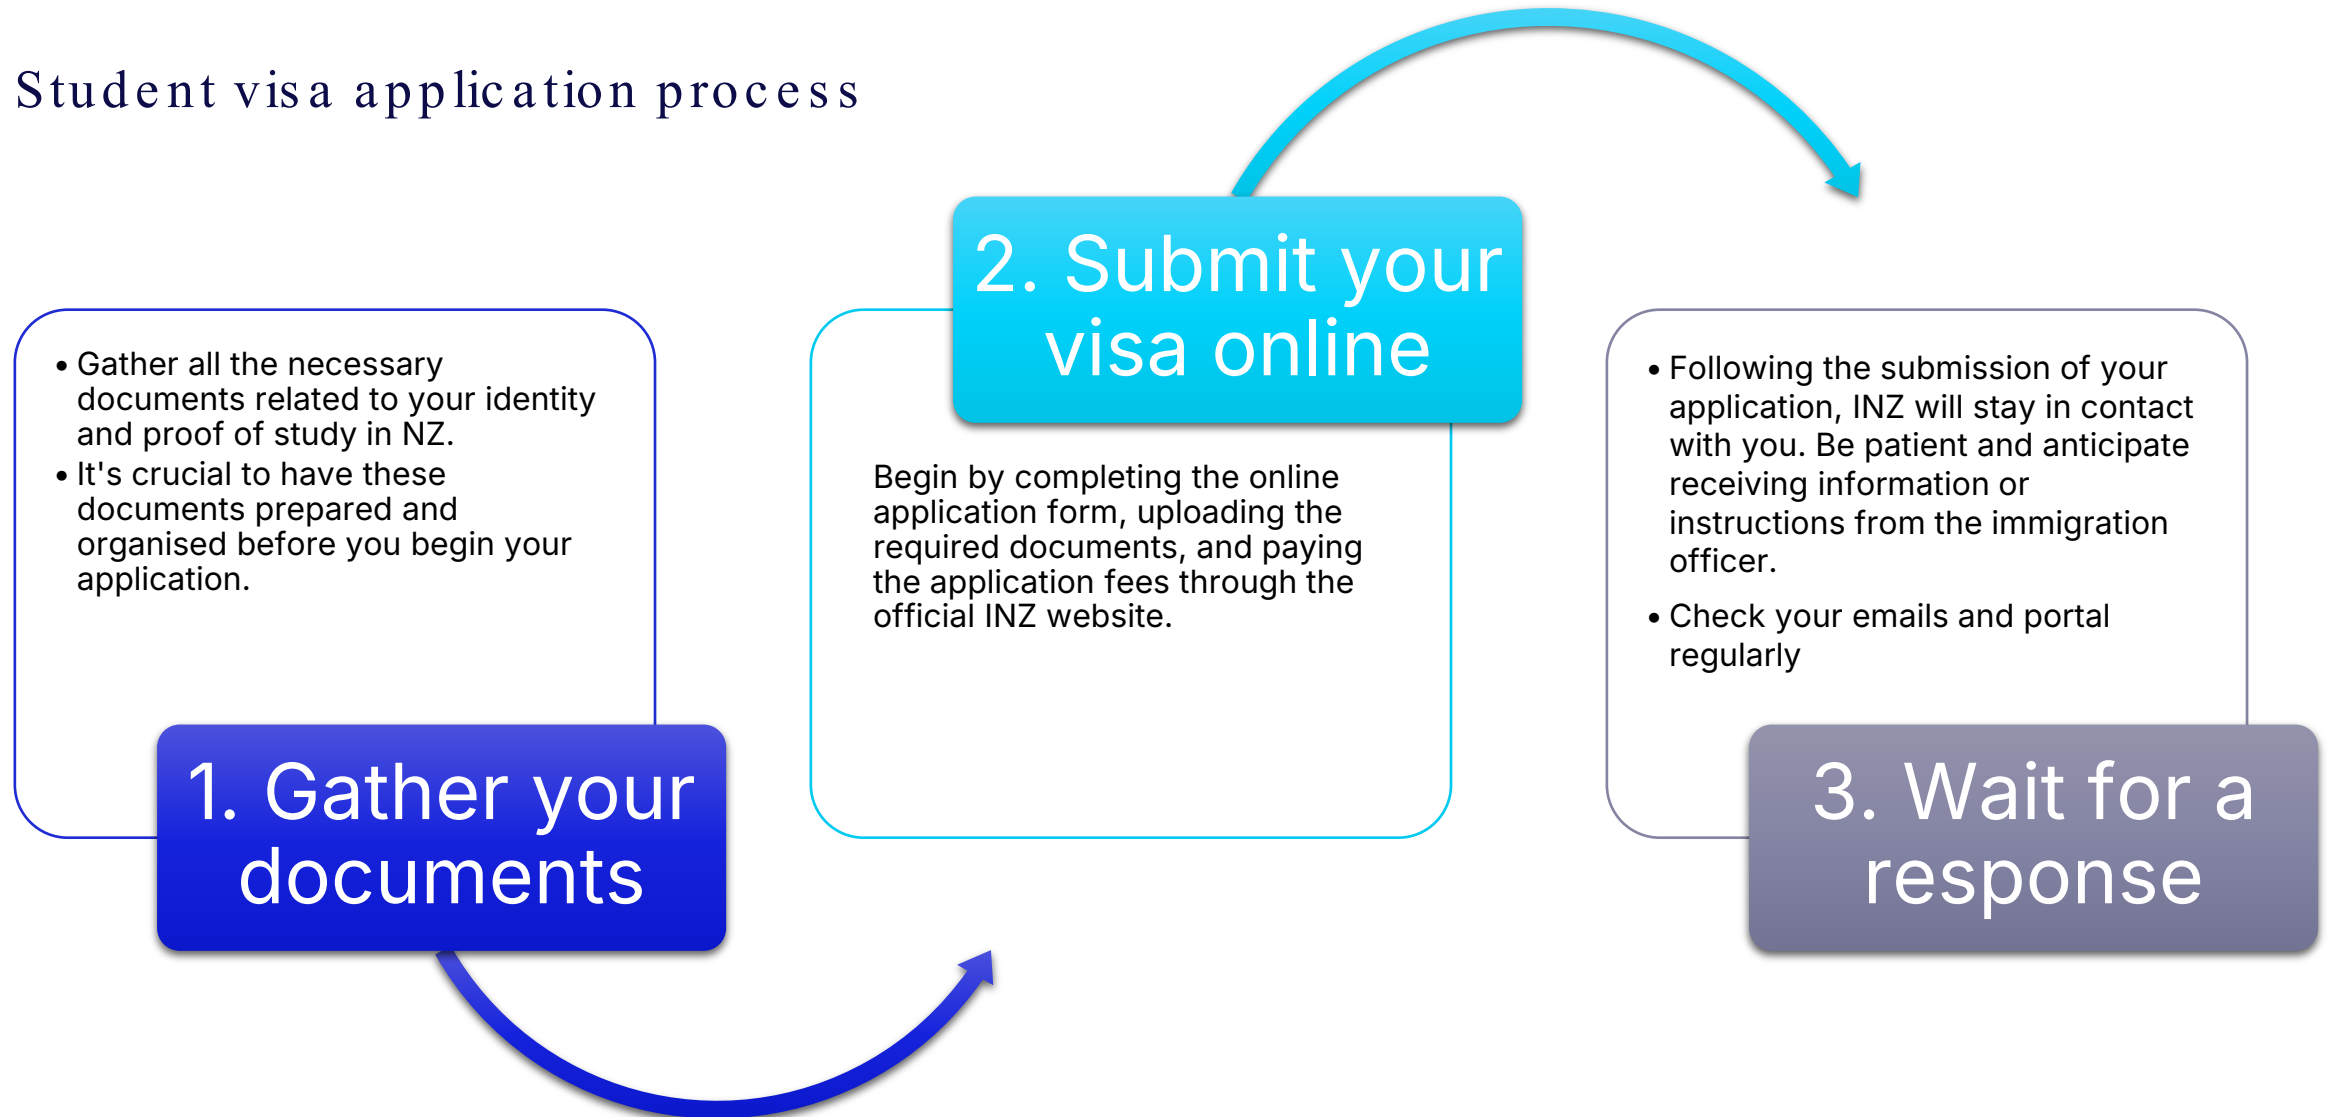 Student visa application process
• Gather all the necessary
documents related to your identity
and proof of study in NZ.
• It's crucial to have these
documents prepared and
organised before you begin your
application.
1. Gather your
documents
2. Submit your
visa online
Begin by completing the online
application form, uploading the
required documents, and paying
the application fees through the
official INZ website.
• Following the submission of your
application, INZ will stay in contact
with you. Be patient and anticipate
receiving information or
instructions from the immigration
officer.
• Check your emails and portal
regularly
3. Wait for a
response